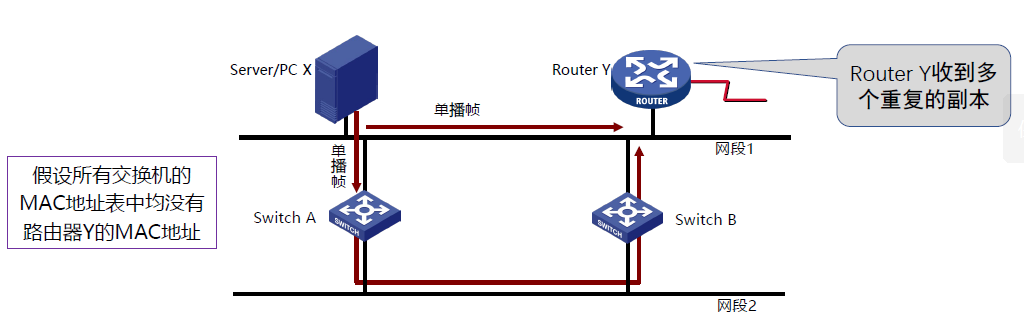 Server/PC X
Router Y
ROUTER
Router Y收到多
个重复的副本
单播帧
网段1
单
播
帧
假设所有交换机的
MAC地址表中均没有
路由器Y的MAC地址
Switch A
SWITCH
Switch B
SWITCH
网段2